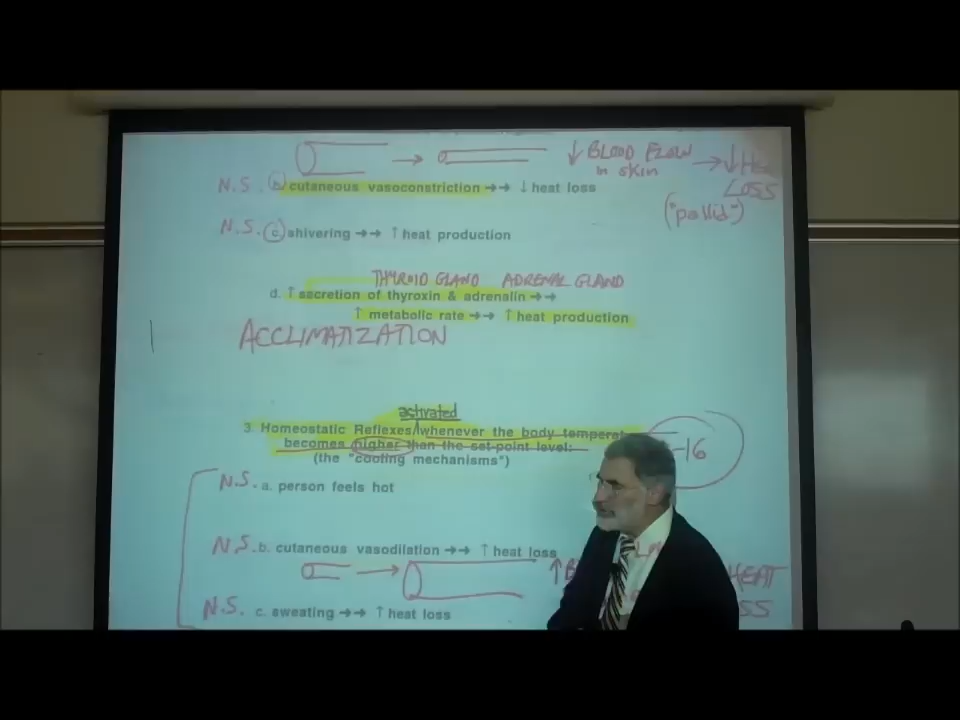 → ↓ BLOOD FLOW in skin → ↓ LOSS
N.S. b. cutaneous vasoconstriction →→ ↓ heat loss
("pallid")
N.S. c. shivering →→ ↑ heat production
THYROID GLAND ADRENAL GLAND
d. ↑ secretion of thyroxin & adrenalin →→
↑ metabolic rate →→ ↑ heat production
ACCLIMATIZATION
activated
3. Homeostatic Reflexes whenever the body
becomes higher than the set-point level:
(the "cooling mechanisms")
-16
N.S. a. person feels hot
N.S. b. cutaneous vasodilation →→ ↑ heat loss
→ ↑ HEAT
N.S. c. sweating →→ ↑ heat loss